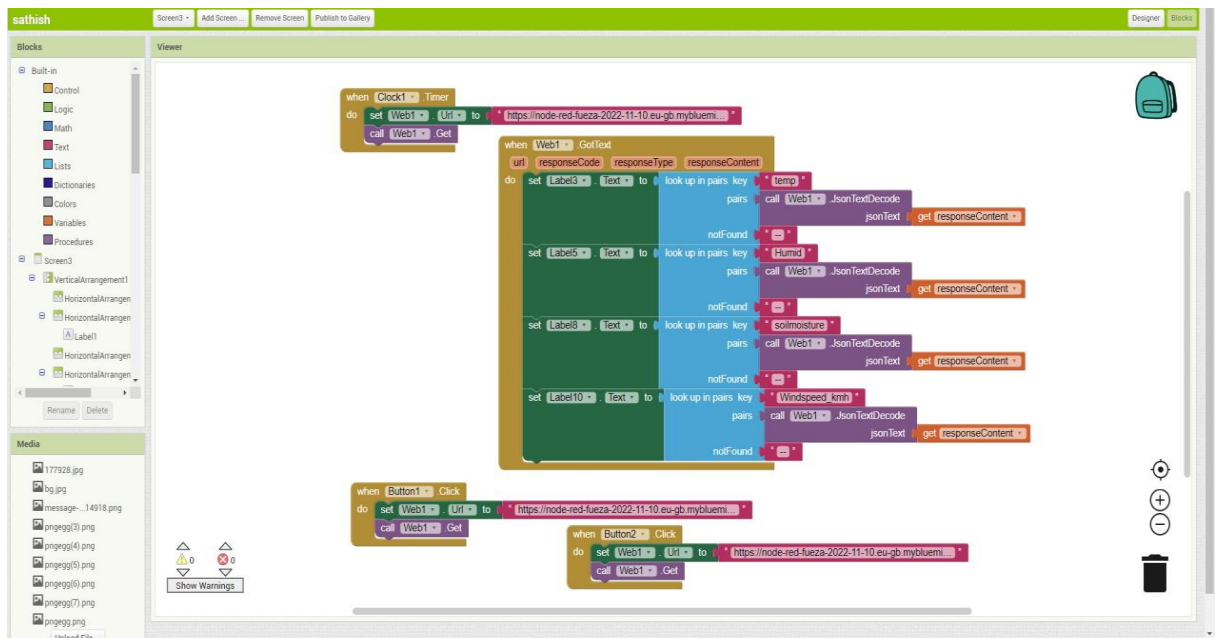 sathish Screen3 Add Screen ... Remove Screen Publish to Gallery Designer Blocks
Blocks
Built-in
Control
Logic
Math
Text
Lists
Dictionaries
Colors
Variables
Procedures
Screen3
VerticalArrangement1
HorizontalArrangen
HorizontalArrangen
Label1
HorizontalArrangen
HorizontalArrangen
Rename Delete
Media
177928.jpg
bg.jpg
message-...14918.png
pngegg(3).png
pngegg(4).png
pngegg(5).png
pngegg(6).png
pngegg(7).png
pngegg.png
Upload File ...
Viewer
when Clock1 .Timer
do set Web1 . Url to " https://node-red-fueza-2022-11-10.eu-gb.mybluemi... "
call Web1 .Get
when Web1 .GotText
url responseCode responseType responseContent
do set Label3 . Text to look up in pairs key " temp "
pairs call Web1 .JsonTextDecode
jsonText get responseContent
notFound " -- "
set Label5 . Text to look up in pairs key " Humid "
pairs call Web1 .JsonTextDecode
jsonText get responseContent
notFound " -- "
set Label8 . Text to look up in pairs key " soilmoisture "
pairs call Web1 .JsonTextDecode
jsonText get responseContent
notFound " -- "
set Label10 . Text to look up in pairs key " Windspeed_kmh "
pairs call Web1 .JsonTextDecode
jsonText get responseContent
notFound " -- "
when Button1 .Click
do set Web1 . Url to " https://node-red-fueza-2022-11-10.eu-gb.mybluemi... "
call Web1 .Get
when Button2 .Click
do set Web1 . Url to " https://node-red-fueza-2022-11-10.eu-gb.mybluemi... "
call Web1 .Get
0 0
Show Warnings